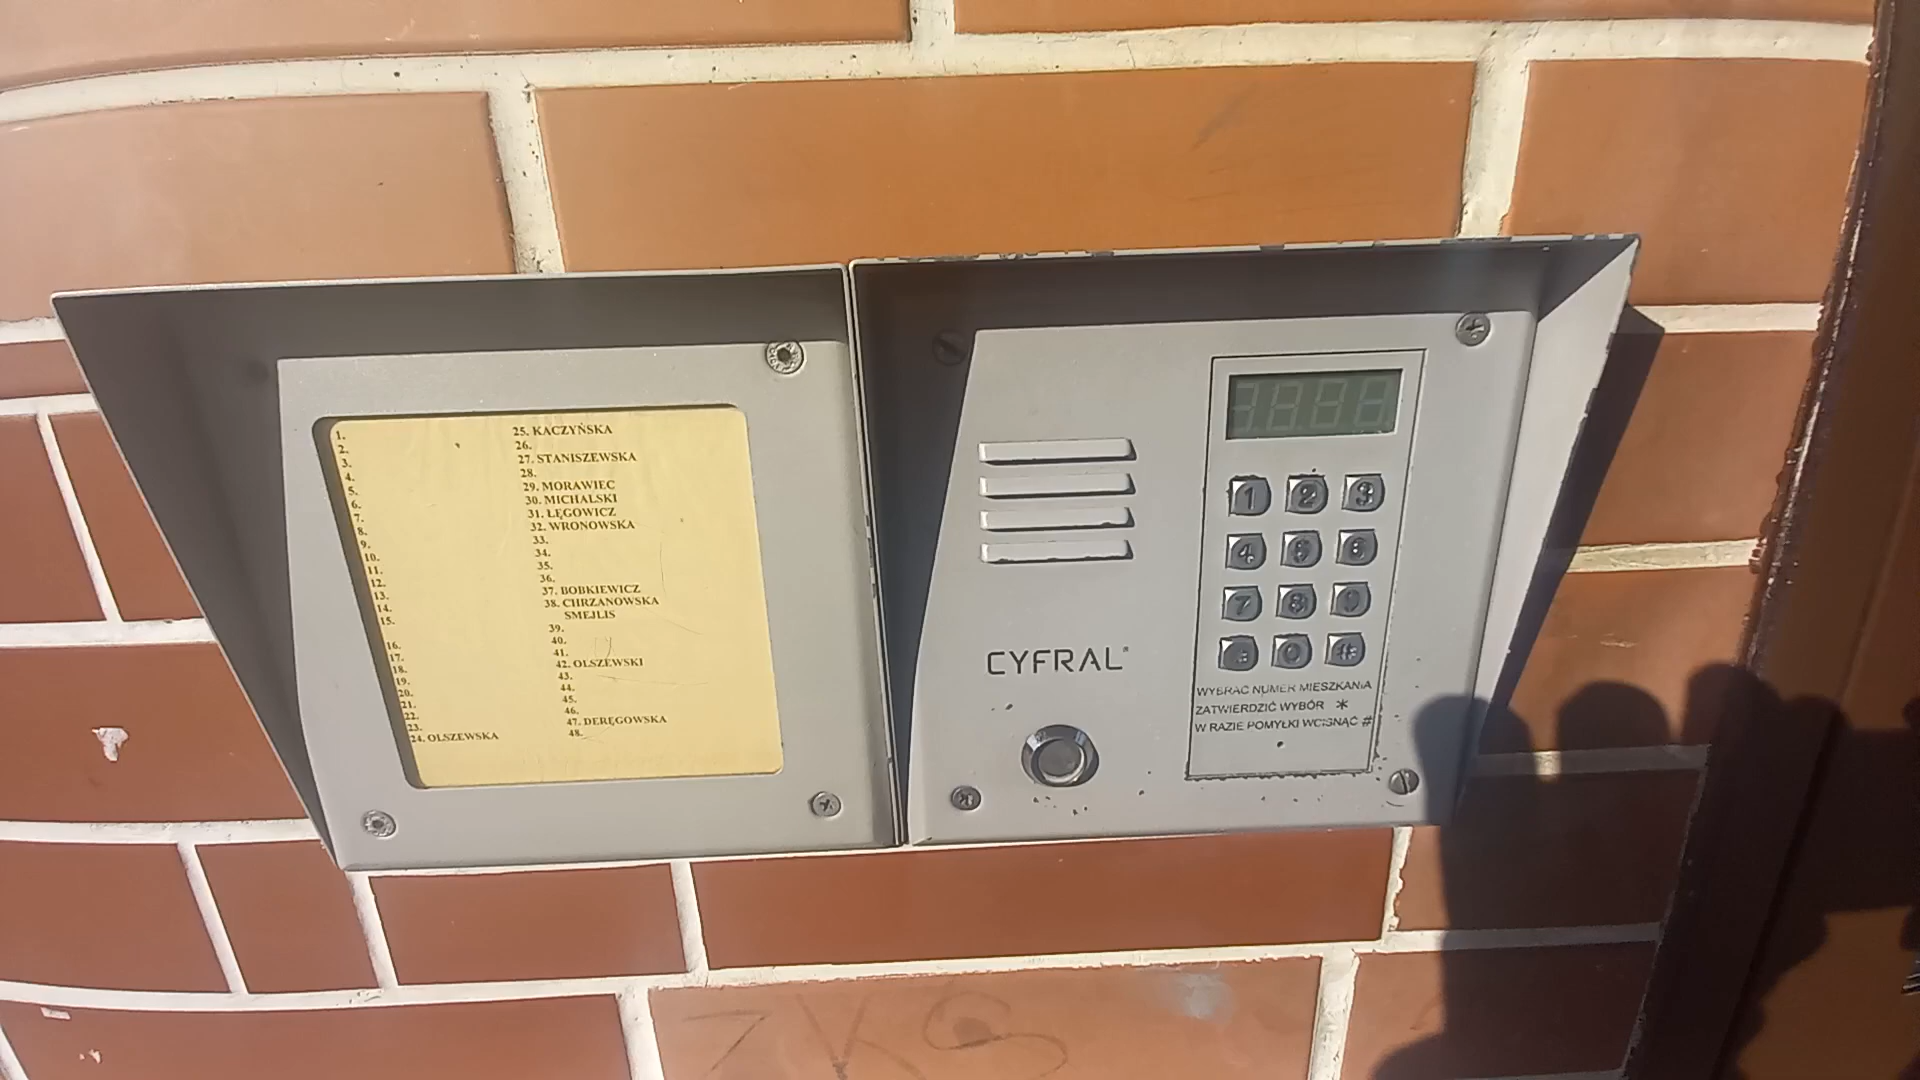 1.
2.
3.
4.
5.
6.
7.
8.
9.
10.
11.
12.
13.
14.
15.
16.
17.
18.
19.
20.
21.
22.
23.
24. OLSZEWSKA
25. KACZYŃSKA
26.
27. STANISZEWSKA
28.
29. MORAWIEC
30. MICHALSKI
31. ŁĘGOWICZ
32. WRONOWSKA
33.
34.
35.
36.
37. BOBKIEWICZ
38. CHRZANOWSKA
SMEJLIS
39.
40.
41.
42. OLSZEWSKI
43.
44.
45.
46.
47. DERĘGOWSKA
48.
CYFRAL®
1 2 3
4 5 6
7 8 9
* 0 #
WYBRAĆ NUMER MIESZKANIA
ZATWIERDZIĆ WYBÓR *
W RAZIE POMYŁKI WCISNĄĆ #